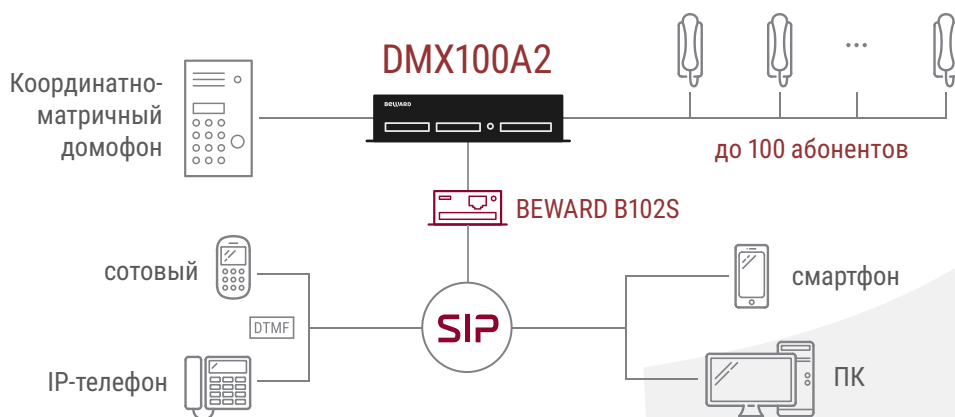 DMX100A2
Координатно-
матричный
домофон
BEWARD
...
до 100 абонентов
BEWARD B102S
сотовый
смартфон
DTMF
SIP
IP-телефон
ПК